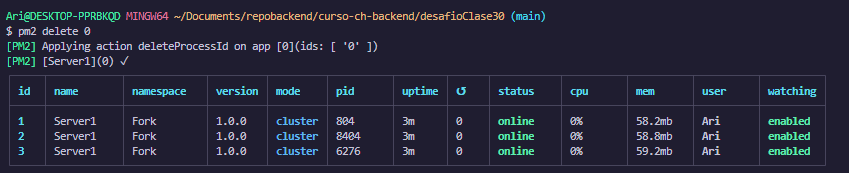 Ari@DESKTOP-PPRBKQD MINGW64 ~/Documents/repobackend/curso-ch-backend/desafioClase30 (main)
$ pm2 delete 0
[PM2] Applying action deleteProcessId on app [0](ids: [ '0' ])
[PM2] [Server1](0) ✓
id name namespace version mode pid uptime ↺ status cpu mem user watching
1 Server1 Fork 1.0.0 cluster 804 3m 0 online 0% 58.2mb Ari enabled
2 Server1 Fork 1.0.0 cluster 8404 3m 0 online 0% 58.8mb Ari enabled
3 Server1 Fork 1.0.0 cluster 6276 3m 0 online 0% 59.2mb Ari enabled